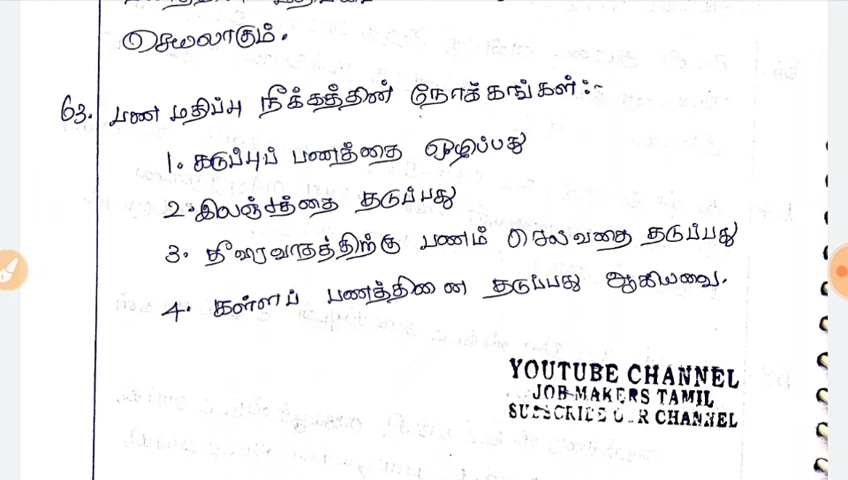 செயலாகும்.
63. பண மதிப்பு நீக்கத்தின் நோக்கங்கள்:-
1. கருப்புப் பணத்தை ஒழிப்பது
2. இலஞ்சத்தை தடுப்பது
3. தீவிரவாதத்திற்கு பணம் செல்வதை தடுப்பது
4. கள்ளப் பணத்தினை தடுப்பது ஆகியவை.
YOUTUBE CHANNEL
JOB MAKERS TAMIL
SUBSCRIBE OUR CHANNEL